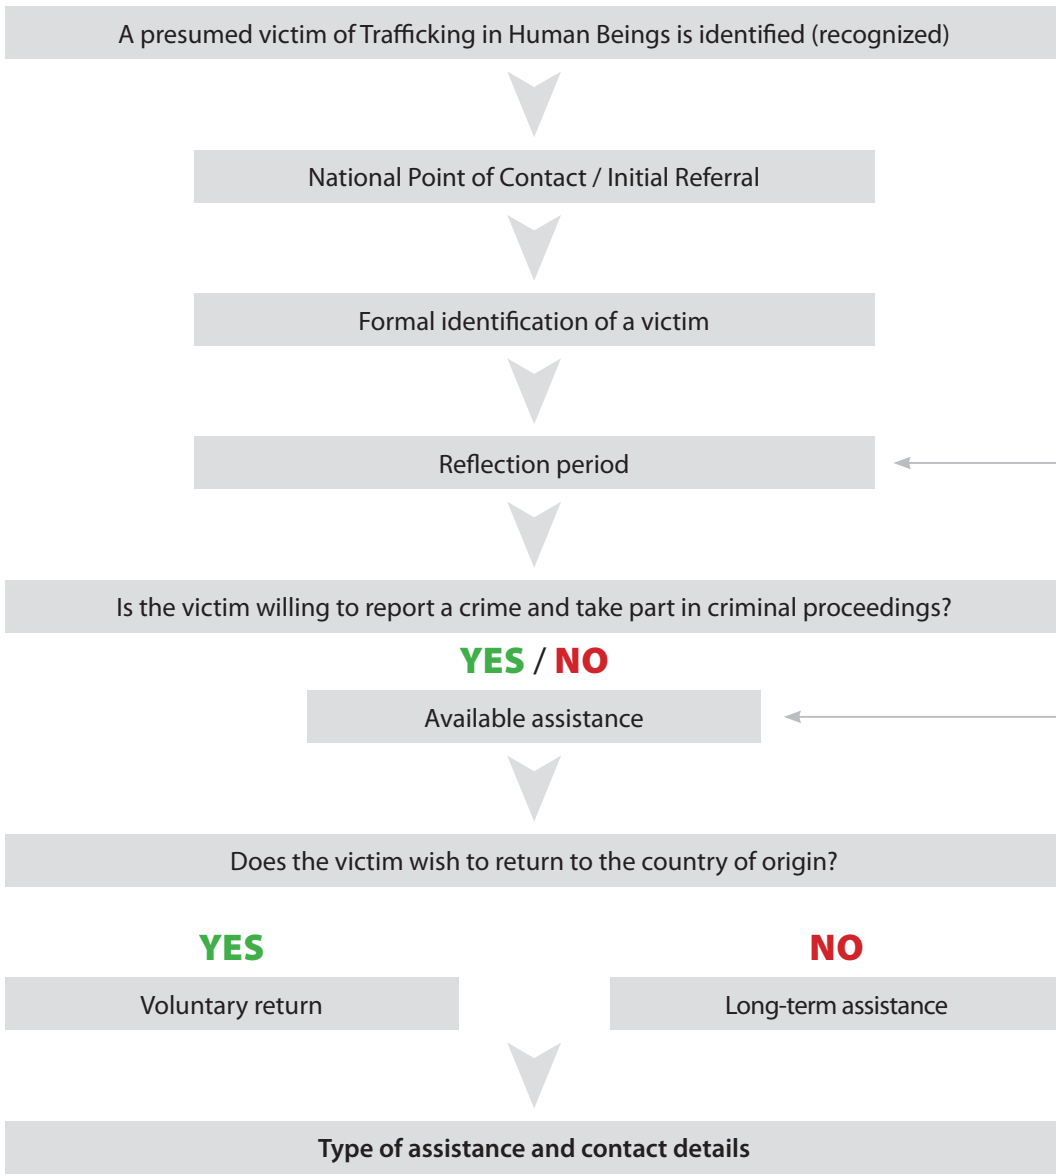 A presumed victim of Trafficking in Human Beings is identified (recognized)
National Point of Contact / Initial Referral
Formal identification of a victim
Reflection period
Is the victim willing to report a crime and take part in criminal proceedings?
YES / NO
Available assistance
Does the victim wish to return to the country of origin?
YES NO
Voluntary return Long-term assistance
Type of assistance and contact details